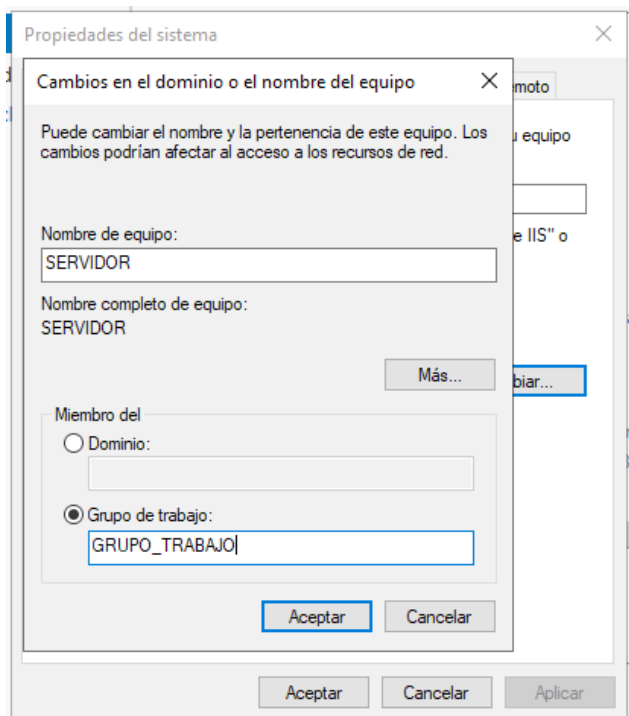 Propiedades del sistema
Cambios en el dominio o el nombre del equipo
Puede cambiar el nombre y la pertenencia de este equipo. Los
cambios podrían afectar al acceso a los recursos de red.
equipo
Nombre de equipo:
SERVIDOR
e IIS" o
Nombre completo de equipo:
SERVIDOR
Más...
Miembro del
Dominio:
Grupo de trabajo:
GRUPO_TRABAJO
Aceptar
Cancelar
Aceptar
Cancelar
Aplicar